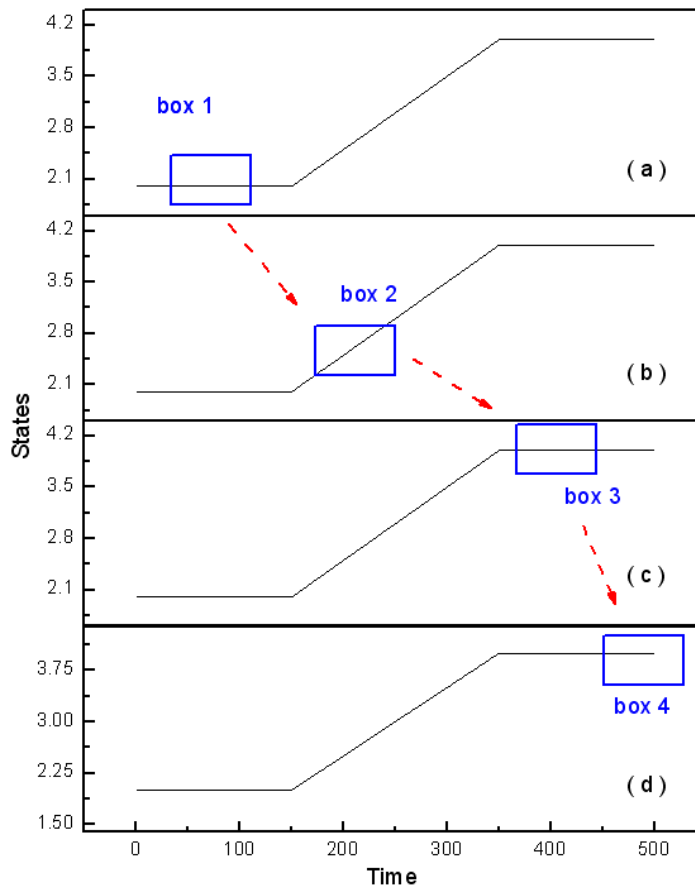 4.2
3.5
2.8
2.1
box 1
( a )
4.2
3.5
2.8
2.1
box 2
( b )
4.2
3.5
2.8
2.1
box 3
( c )
3.75
3.00
2.25
1.50
box 4
( d )
0 100 200 300 400 500
Time
States